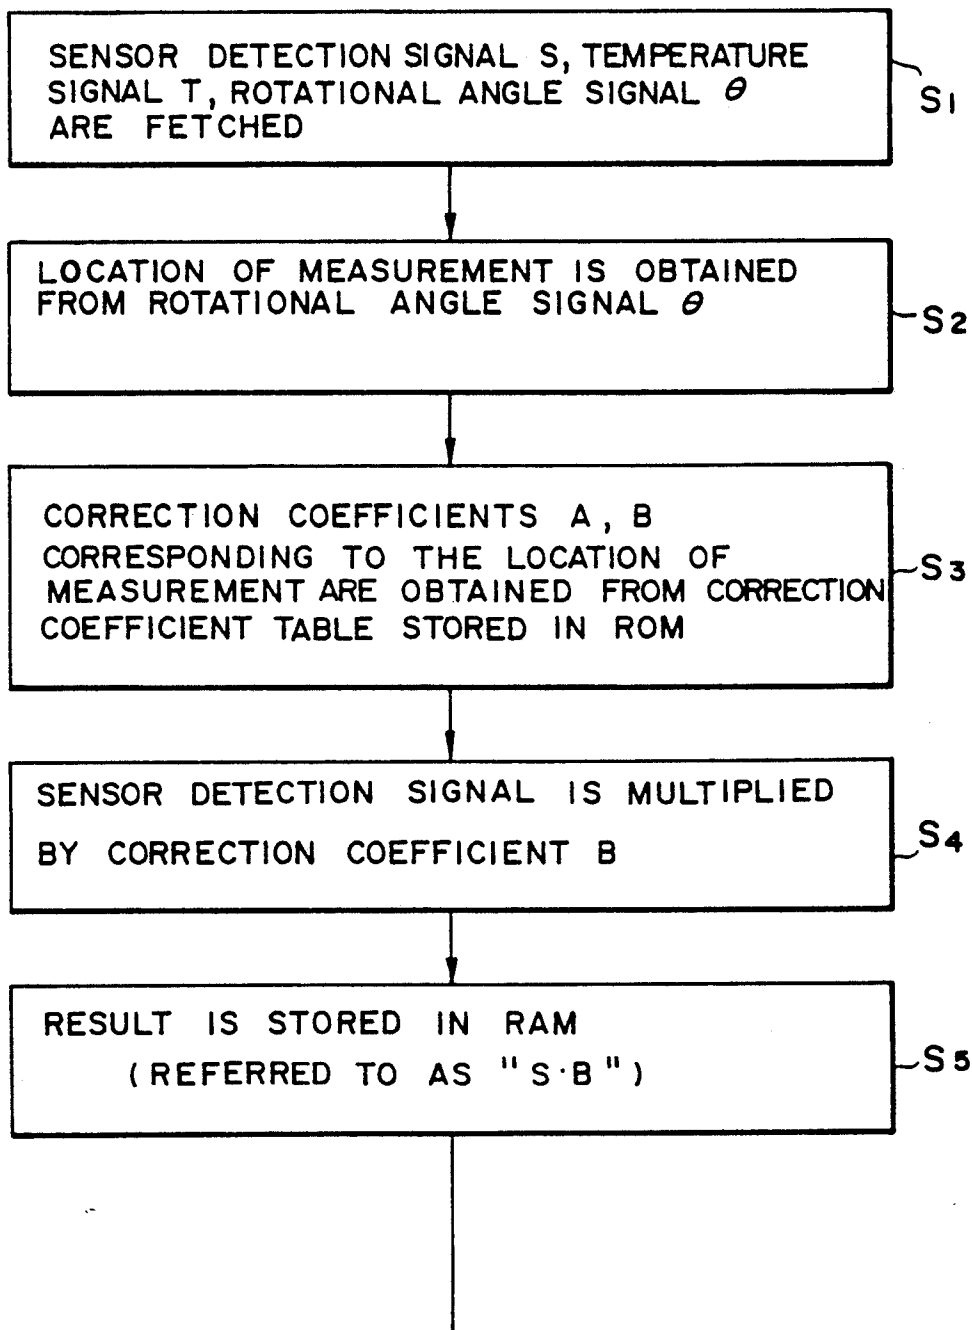 SENSOR DETECTION SIGNAL S, TEMPERATURE
SIGNAL T, ROTATIONAL ANGLE SIGNAL θ
ARE FETCHED
S1
LOCATION OF MEASUREMENT IS OBTAINED
FROM ROTATIONAL ANGLE SIGNAL θ
S2
CORRECTION COEFFICIENTS A, B
CORRESPONDING TO THE LOCATION OF
MEASUREMENT ARE OBTAINED FROM CORRECTION
COEFFICIENT TABLE STORED IN ROM
S3
SENSOR DETECTION SIGNAL IS MULTIPLIED
BY CORRECTION COEFFICIENT B
S4
RESULT IS STORED IN RAM
(REFERRED TO AS "S·B")
S5